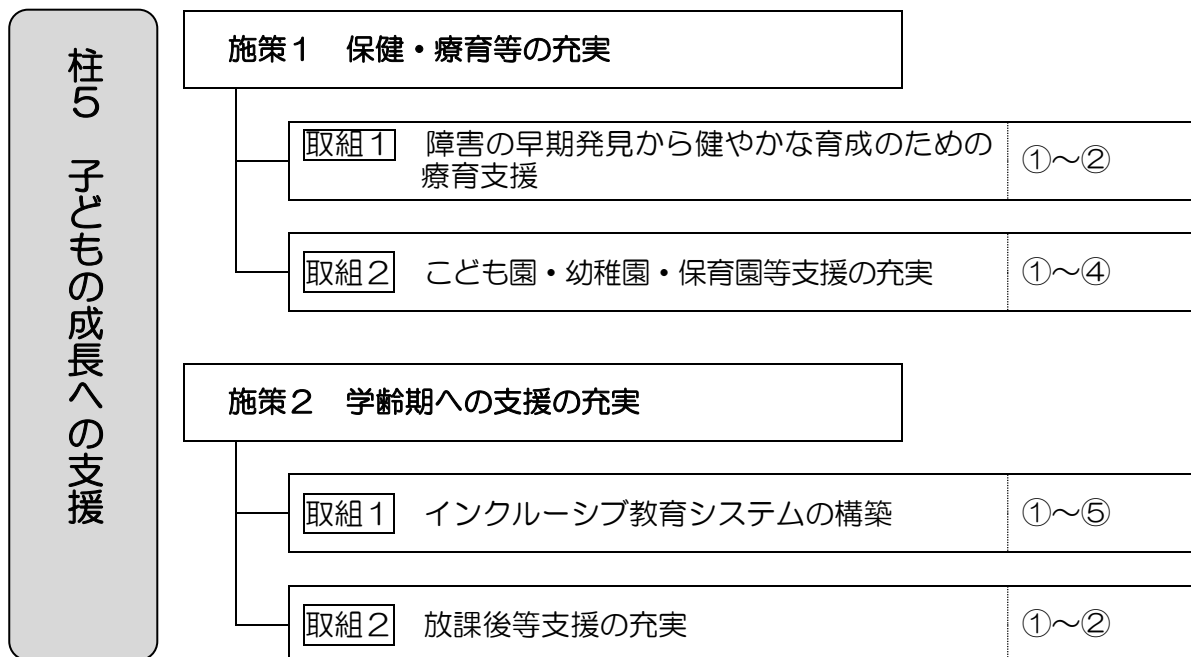 柱５　子どもの成長への支援
施策１　保健・療育等の充実
取組１　障害の早期発見から健やかな育成のための
療育支援
①～②
取組２　こども園・幼稚園・保育園等支援の充実
①～④
施策２　学齢期への支援の充実
取組１　インクルーシブ教育システムの構築
①～⑤
取組２　放課後等支援の充実
①～②